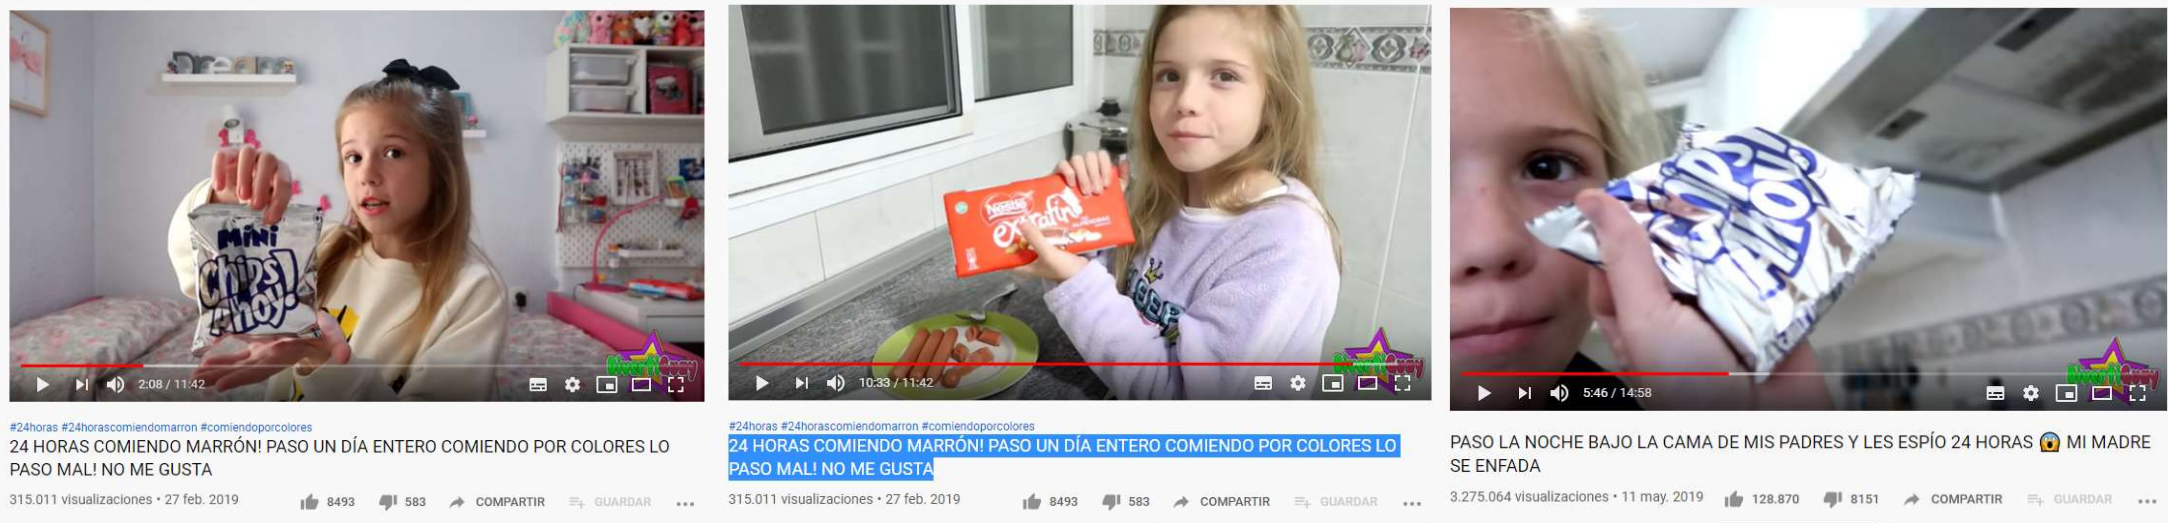 Dream
MiNi
Chips
Ahoy!
DivertiGuay
2:08 / 11:42
#24horas #24horascomiendomarron #comiendoporcolores
24 HORAS COMIENDO MARRÓN! PASO UN DÍA ENTERO COMIENDO POR COLORES LO
PASO MAL! NO ME GUSTA
315.011 visualizaciones • 27 feb. 2019
8493
583
COMPARTIR
GUARDAR
Nestlé
extrafino
DivertiGuay
10:33 / 11:42
#24horas #24horascomiendomarron #comiendoporcolores
24 HORAS COMIENDO MARRÓN! PASO UN DÍA ENTERO COMIENDO POR COLORES LO
PASO MAL! NO ME GUSTA
315.011 visualizaciones • 27 feb. 2019
8493
583
COMPARTIR
GUARDAR
CHIPS
AHOY!
DivertiGuay
5:46 / 14:58
PASO LA NOCHE BAJO LA CAMA DE MIS PADRES Y LES ESPÍO 24 HORAS 😱 MI MADRE
SE ENFADA
3.275.064 visualizaciones • 11 may. 2019
128.870
8151
COMPARTIR
GUARDAR